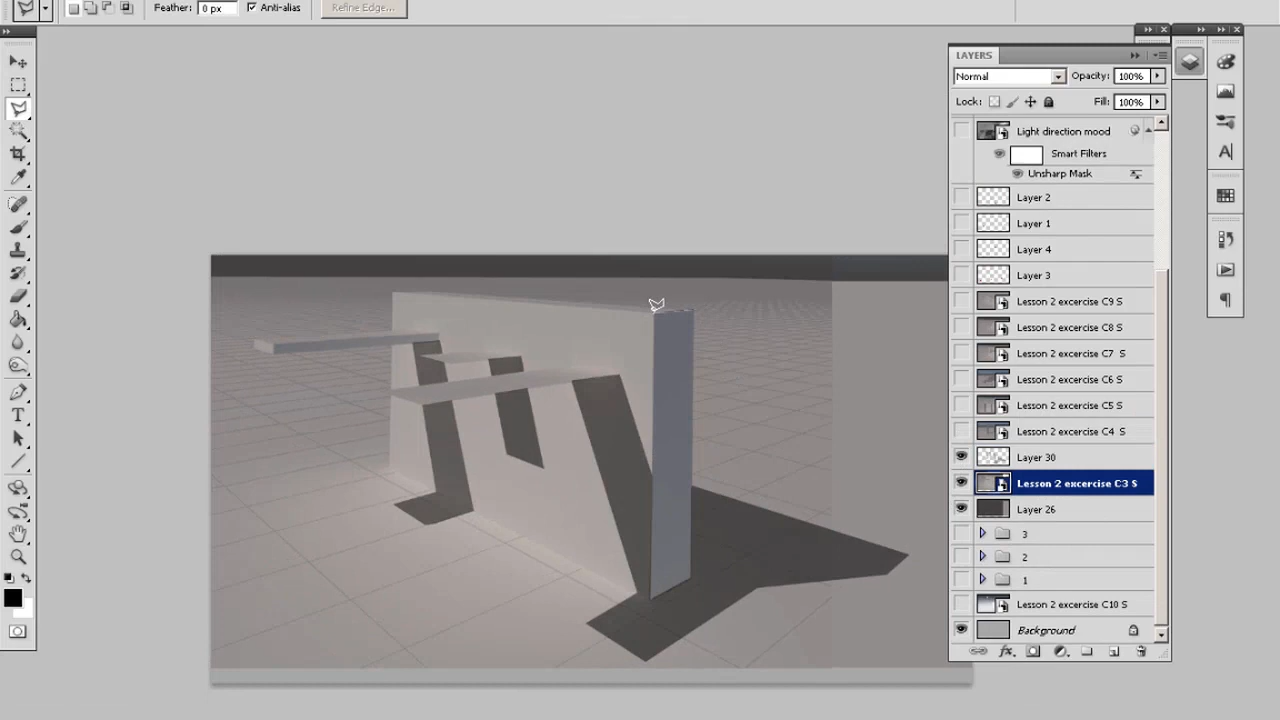 Feather: 0 px Anti-alias Refine Edge...
LAYERS
Normal Opacity: 100%
Lock: Fill: 100%
Light direction mood
Smart Filters
Unsharp Mask
Layer 2
Layer 1
Layer 4
Layer 3
Lesson 2 excercise C9 S
Lesson 2 excercise C8 S
Lesson 2 excercise C7 S
Lesson 2 excercise C6 S
Lesson 2 excercise C5 S
Lesson 2 excercise C4 S
Layer 30
Lesson 2 excercise C3 S
Layer 26
3
2
1
Lesson 2 excercise C10 S
Background